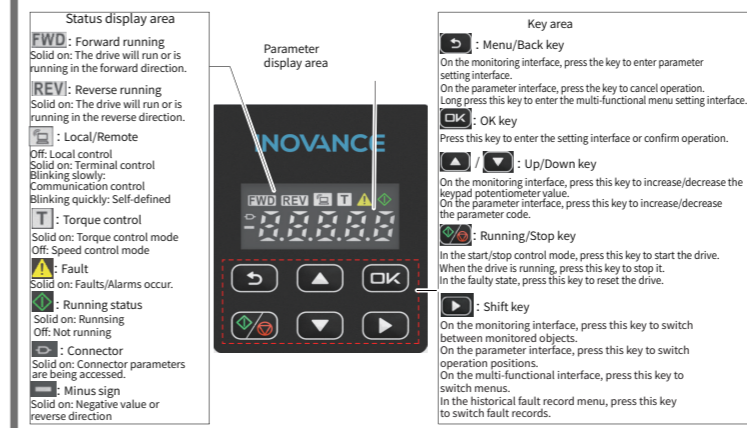 Status display area
FWD : Forward running
Solid on: The drive will run or is
running in the forward direction.
REV : Reverse running
Solid on: The drive will run or is
running in the reverse direction.
: Local/Remote
Off: Local control
Solid on: Terminal control
Blinking slowly:
Communication control
Blinking quickly: Self-defined
T : Torque control
Solid on: Torque control mode
Off: Speed control mode
: Fault
Solid on: Faults/Alarms occur.
: Running status
Solid on: Runnsing
Off: Not running
: Connector
Solid on: Connector parameters
are being accessed.
: Minus sign
Solid on: Negative value or
reverse direction
Parameter
display area
INOVANCE
FWD REV T
-8.8.8.8.8
OK
Key area
: Menu/Back key
On the monitoring interface, press the key to enter parameter
setting interface.
On the parameter interface, press the key to cancel operation.
Long press this key to enter the multi-functional menu setting interface.
OK : OK key
Press this key to enter the setting interface or confirm operation.
/ : Up/Down key
On the monitoring interface, press this key to increase/decrease the
keypad potentiometer value.
On the parameter interface, press this key to increase/decrease
the parameter code.
: Running/Stop key
In the start/stop control mode, press this key to start the drive.
When the drive is running, press this key to stop it.
In the faulty state, press this key to reset the drive.
: Shift key
On the monitoring interface, press this key to switch
between monitored objects.
On the parameter interface, press this key to switch
operation positions.
On the multi-functional interface, press this key to
switch menus.
In the historical fault record menu, press this key
to switch fault records.